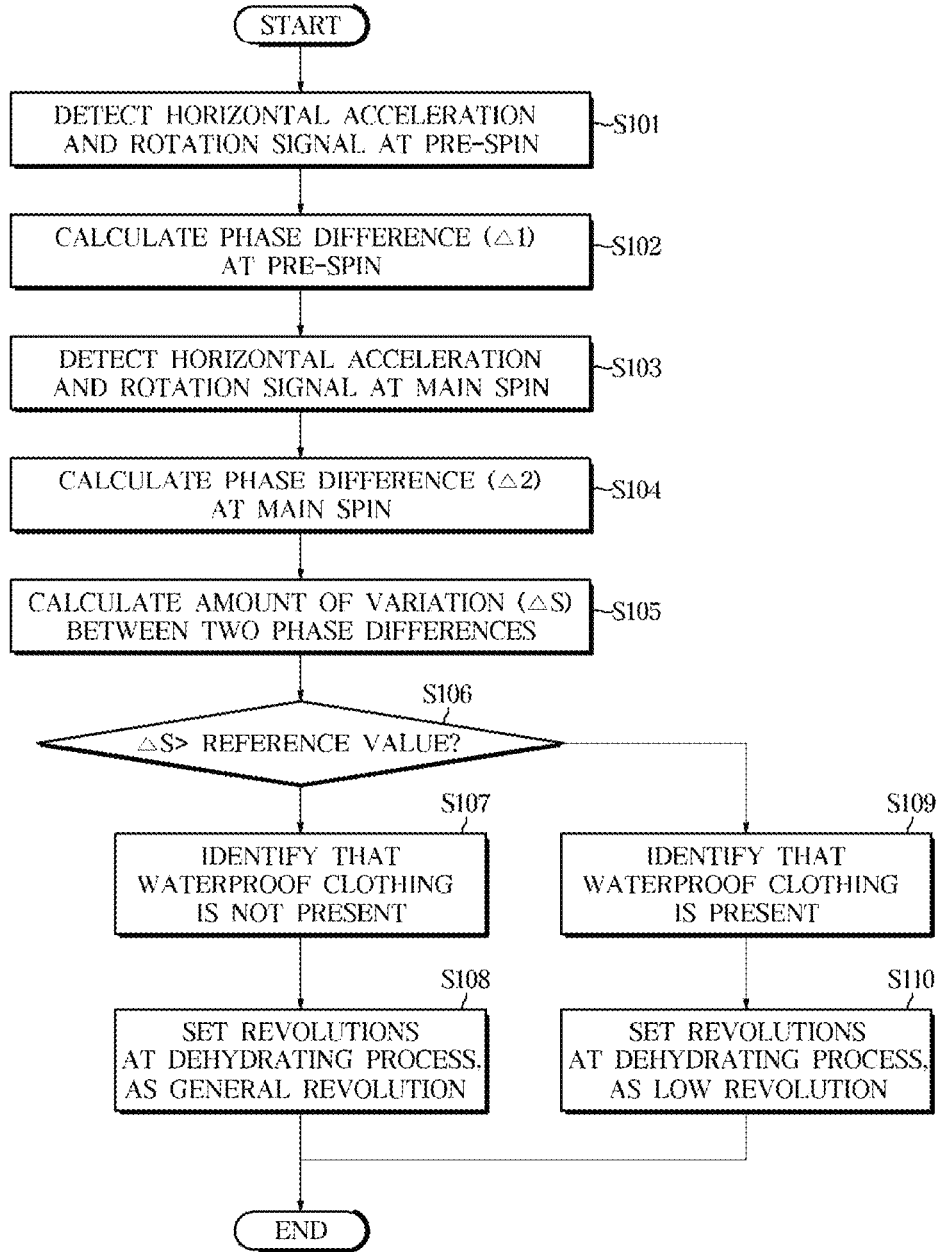 START
DETECT HORIZONTAL ACCELERATION
AND ROTATION SIGNAL AT PRE-SPIN
S101
CALCULATE PHASE DIFFERENCE (△1)
AT PRE-SPIN
S102
DETECT HORIZONTAL ACCELERATION
AND ROTATION SIGNAL AT MAIN SPIN
S103
CALCULATE PHASE DIFFERENCE (△2)
AT MAIN SPIN
S104
CALCULATE AMOUNT OF VARIATION (△S)
BETWEEN TWO PHASE DIFFERENCES
S105
S106
△S> REFERENCE VALUE?
S107
IDENTIFY THAT
WATERPROOF CLOTHING
IS NOT PRESENT
S109
IDENTIFY THAT
WATERPROOF CLOTHING
IS PRESENT
S108
SET REVOLUTIONS
AT DEHYDRATING PROCESS,
AS GENERAL REVOLUTION
S110
SET REVOLUTIONS
AT DEHYDRATING PROCESS,
AS LOW REVOLUTION
END